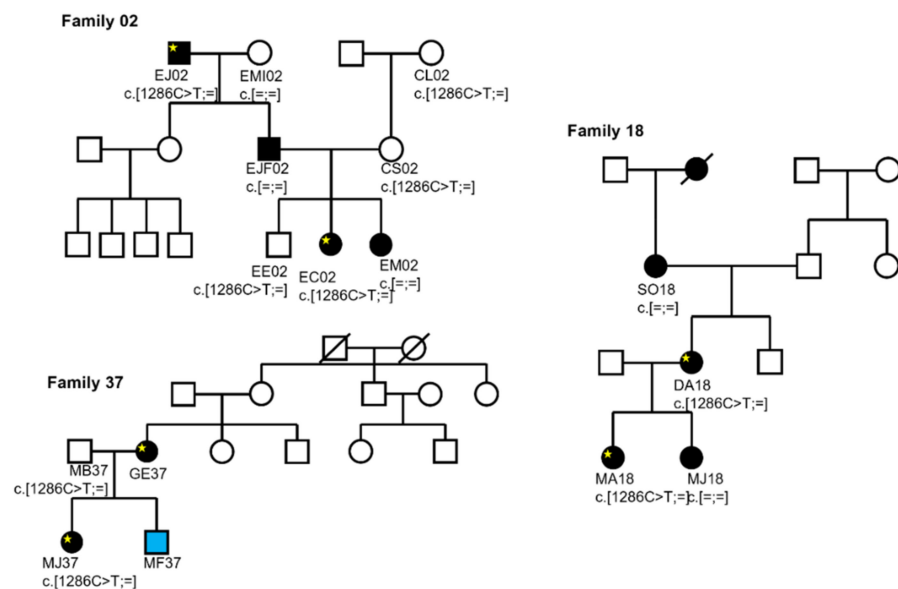 Family 02
EJ02 EMI02 CL02
c.[1286C>T;=] c.[=;=] c.[1286C>T;=]
EJF02 CS02
c.[=;=] c.[1286C>T;=]
EE02 EC02 EM02
c.[1286C>T;=] c.[1286C>T;=] c.[=;=]
Family 18
SO18
c.[=;=]
DA18
c.[1286C>T;=]
MA18 MJ18
c.[1286C>T;=] c.[=;=]
Family 37
MB37 GE37
c.[1286C>T;=]
MJ37 MF37
c.[1286C>T;=]